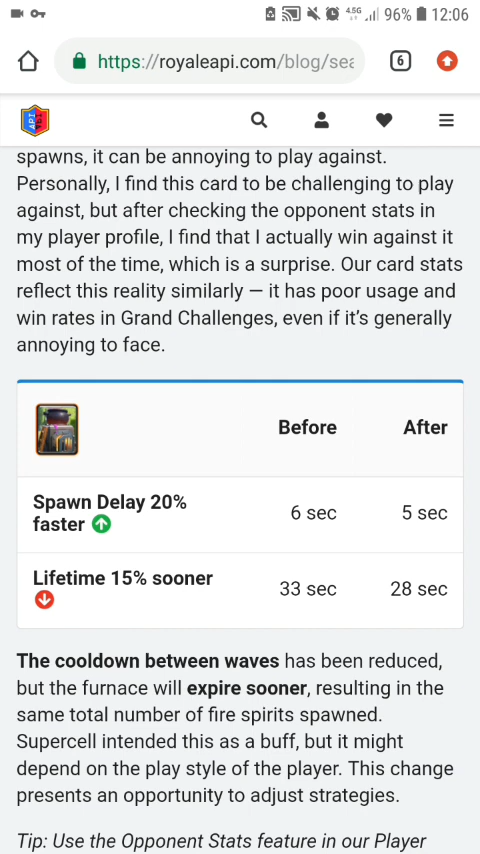 4.5G 96% 12:06
https://royaleapi.com/blog/sea 6
API
spawns, it can be annoying to play against.
Personally, I find this card to be challenging to play
against, but after checking the opponent stats in
my player profile, I find that I actually win against it
most of the time, which is a surprise. Our card stats
reflect this reality similarly — it has poor usage and
win rates in Grand Challenges, even if it’s generally
annoying to face.
Before After
Spawn Delay 20%
faster
6 sec 5 sec
Lifetime 15% sooner
33 sec 28 sec
The cooldown between waves has been reduced,
but the furnace will expire sooner, resulting in the
same total number of fire spirits spawned.
Supercell intended this as a buff, but it might
depend on the play style of the player. This change
presents an opportunity to adjust strategies.
Tip: Use the Opponent Stats feature in our Player